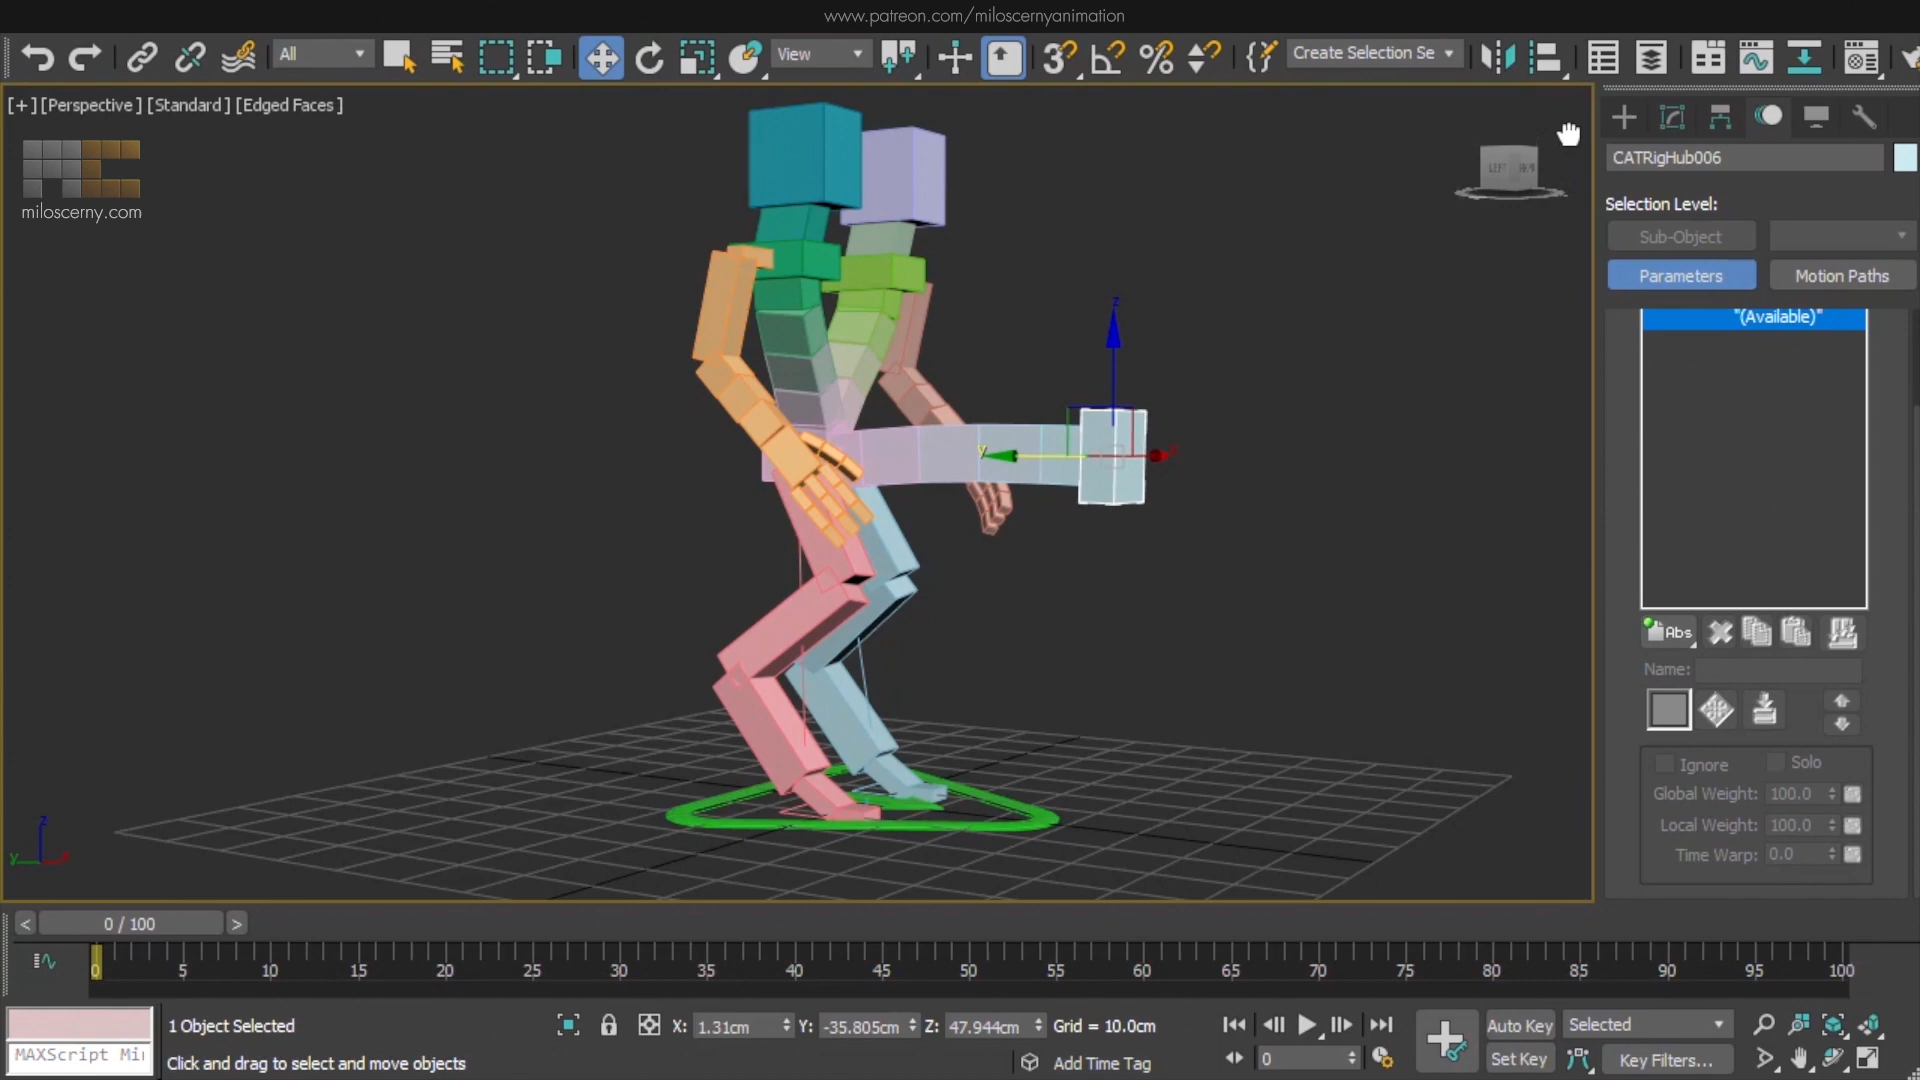 www.patreon.com/miloscernyanimation
All
View
Create Selection Se
[+] [Perspective] [Standard] [Edged Faces]
miloscerny.com
LEFT
CATRigHub006
Selection Level:
Sub-Object
Parameters
Motion Paths
"(Available)"
Abs
Name:
Ignore
Solo
Global Weight: 100.0
Local Weight: 100.0
Time Warp: 0.0
z
y
z
y
< 0 / 100 >
0 5 10 15 20 25 30 35 40 45 50 55 60 65 70 75 80 85 90 95 100
1 Object Selected
X: 1.31cm Y: -35.805cm Z: 47.944cm Grid = 10.0cm
Auto Key
Selected
MAXScript Mi
Click and drag to select and move objects
Add Time Tag
0
Set Key
Key Filters...